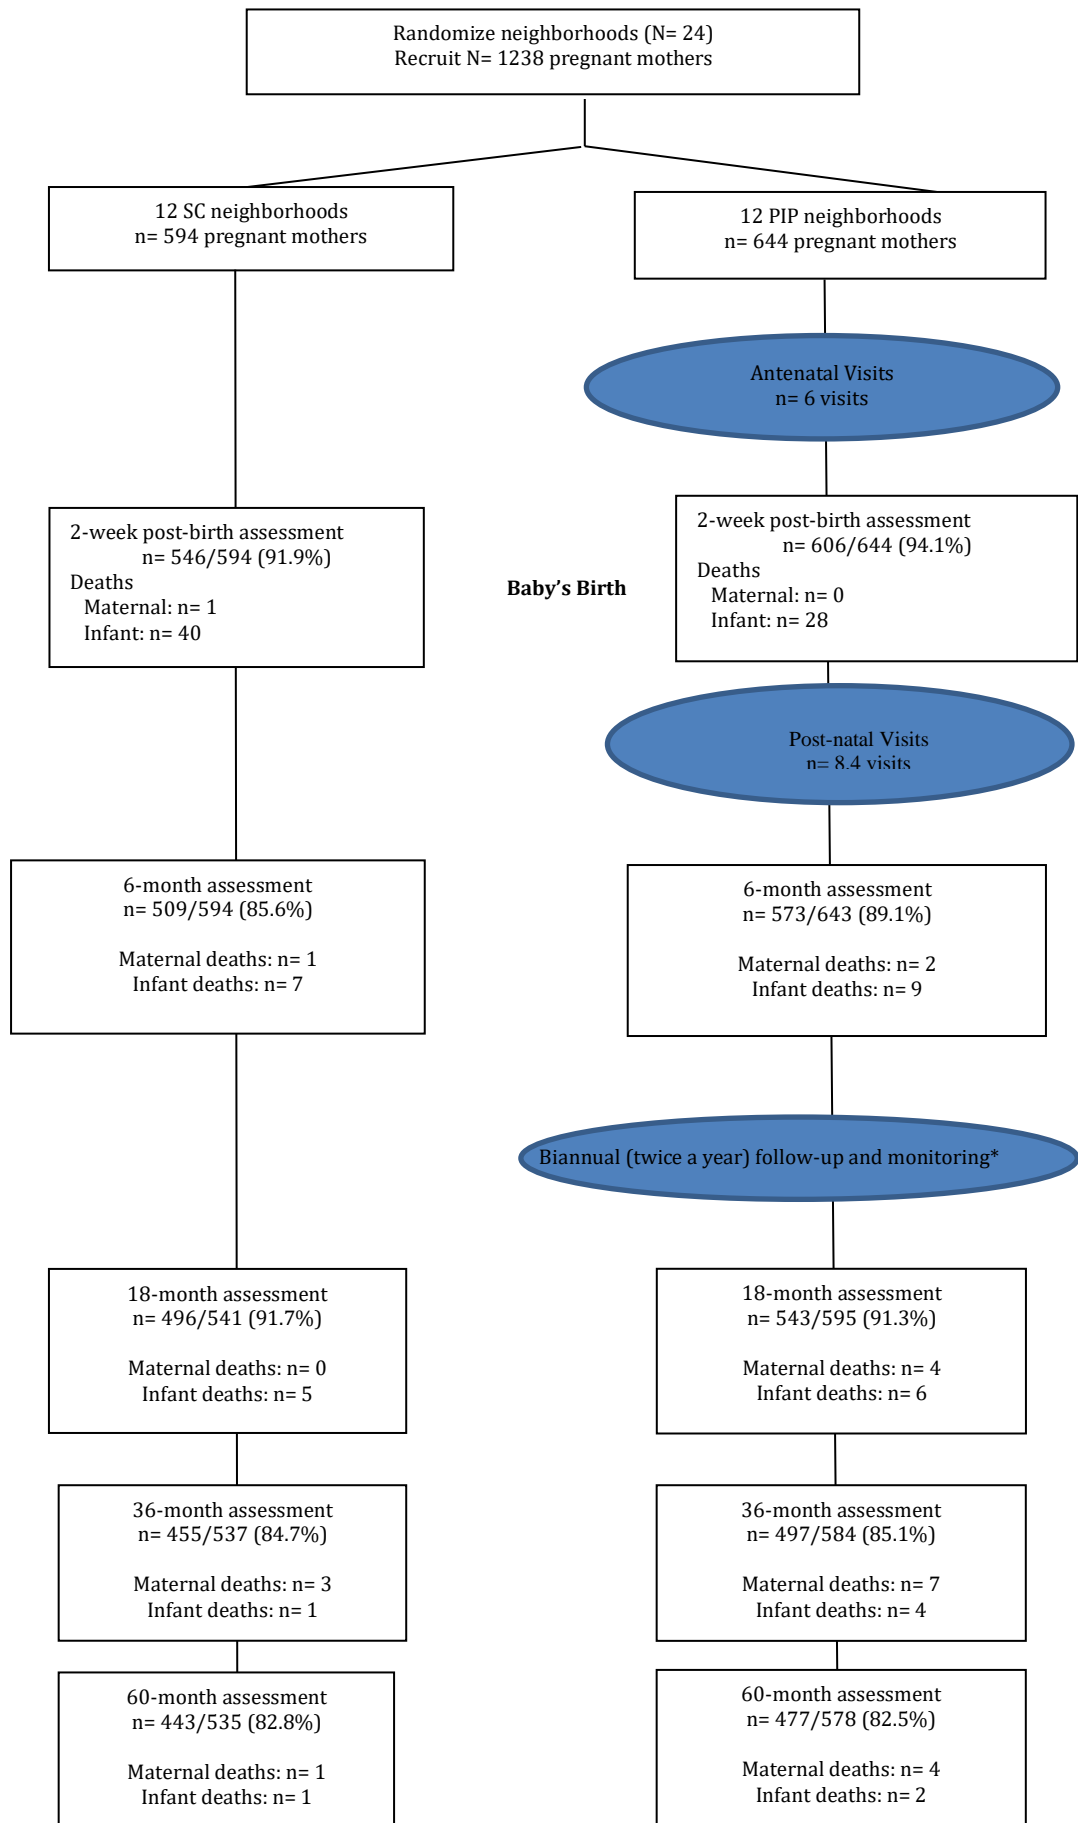 Randomize neighborhoods (N= 24)
Recruit N= 1238 pregnant mothers
12 SC neighborhoods
n= 594 pregnant mothers
12 PIP neighborhoods
n= 644 pregnant mothers
Antenatal Visits
n= 6 visits
2-week post-birth assessment
n= 546/594 (91.9%)
Deaths
Maternal: n= 1
Infant: n= 40
Baby's Birth
2-week post-birth assessment
n= 606/644 (94.1%)
Deaths
Maternal: n= 0
Infant: n= 28
Post-natal Visits
n= 8.4 visits
6-month assessment
n= 509/594 (85.6%)
Maternal deaths: n= 1
Infant deaths: n= 7
6-month assessment
n= 573/643 (89.1%)
Maternal deaths: n= 2
Infant deaths: n= 9
Biannual (twice a year) follow-up and monitoring*
18-month assessment
n= 496/541 (91.7%)
Maternal deaths: n= 0
Infant deaths: n= 5
18-month assessment
n= 543/595 (91.3%)
Maternal deaths: n= 4
Infant deaths: n= 6
36-month assessment
n= 455/537 (84.7%)
Maternal deaths: n= 3
Infant deaths: n= 1
36-month assessment
n= 497/584 (85.1%)
Maternal deaths: n= 7
Infant deaths: n= 4
60-month assessment
n= 443/535 (82.8%)
Maternal deaths: n= 1
Infant deaths: n= 1
60-month assessment
n= 477/578 (82.5%)
Maternal deaths: n= 4
Infant deaths: n= 2